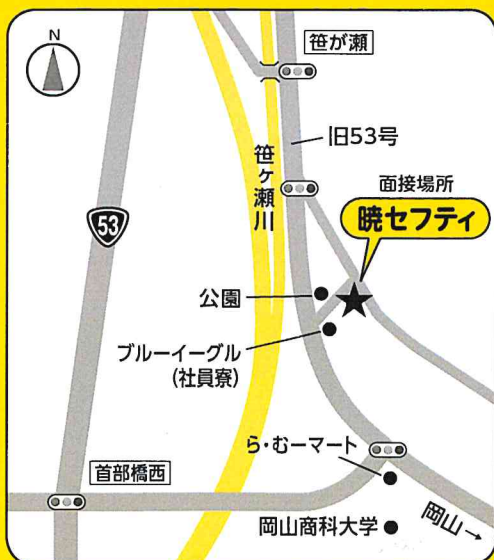 N
笹が瀬
旧53号
笹ヶ瀬川
53
面接場所
暁セフティ
公園
ブルーイーグル
(社員寮)
ら・むーマート
首部橋西
岡山商科大学
岡山→